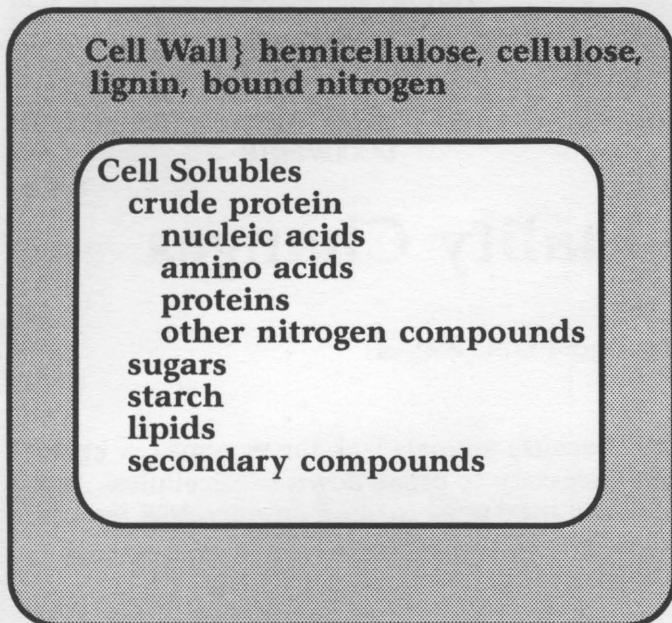 Cell Wall} hemicellulose, cellulose,
lignin, bound nitrogen
Cell Solubles
crude protein
nucleic acids
amino acids
proteins
other nitrogen compounds
sugars
starch
lipids
secondary compounds